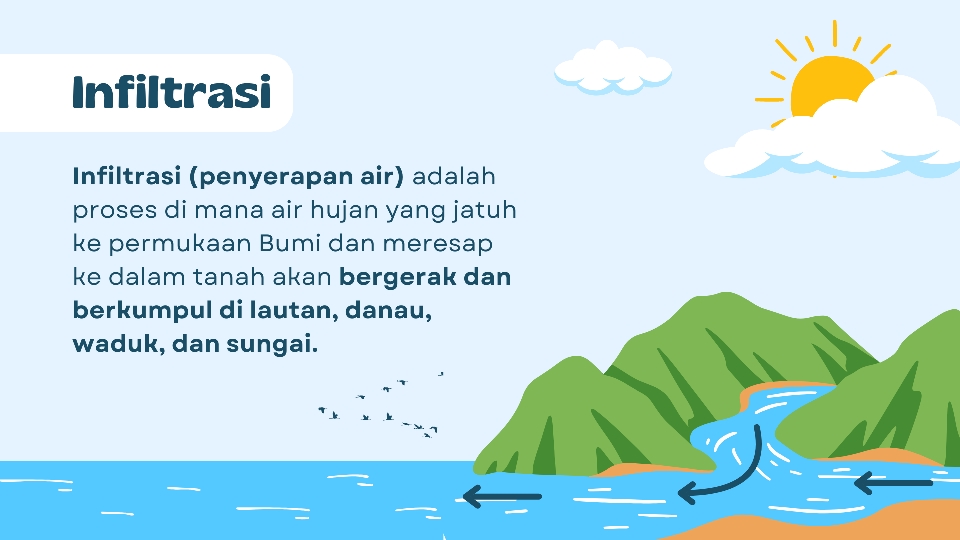 Infiltrasi
Infiltrasi (penyerapan air) adalah
proses di mana air hujan yang jatuh
ke permukaan Bumi dan meresap
ke dalam tanah akan bergerak dan
berkumpul di lautan, danau,
waduk, dan sungai.